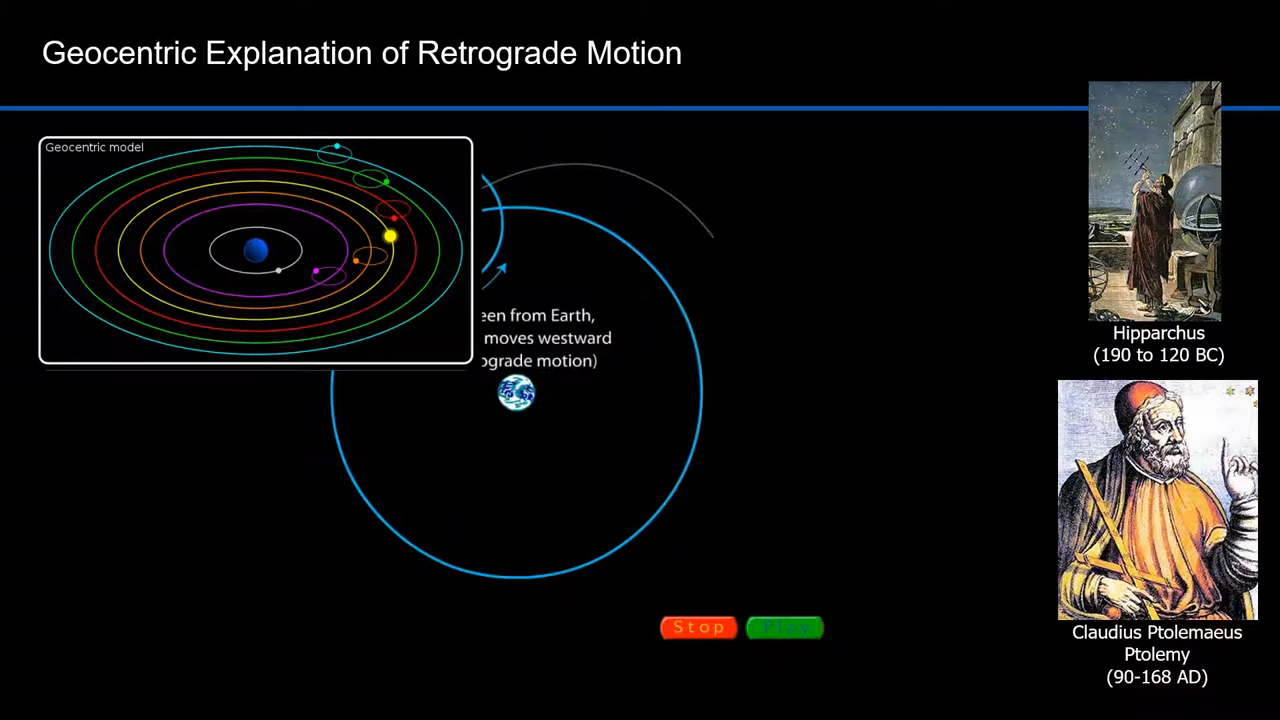 Geocentric Explanation of Retrograde Motion
Geocentric model
een from Earth,
moves westward
ograde motion)
Hipparchus
(190 to 120 BC)
Claudius Ptolemaeus
Ptolemy
(90-168 AD)
Stop
Play